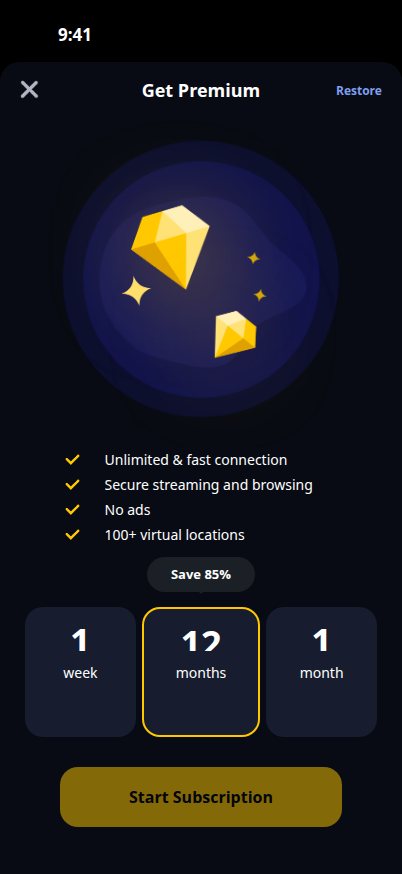 9:41
Get Premium
Restore
Unlimited & fast connection
Secure streaming and browsing
No ads
100+ virtual locations
Save 85%
1
week
12
months
1
month
Start Subscription